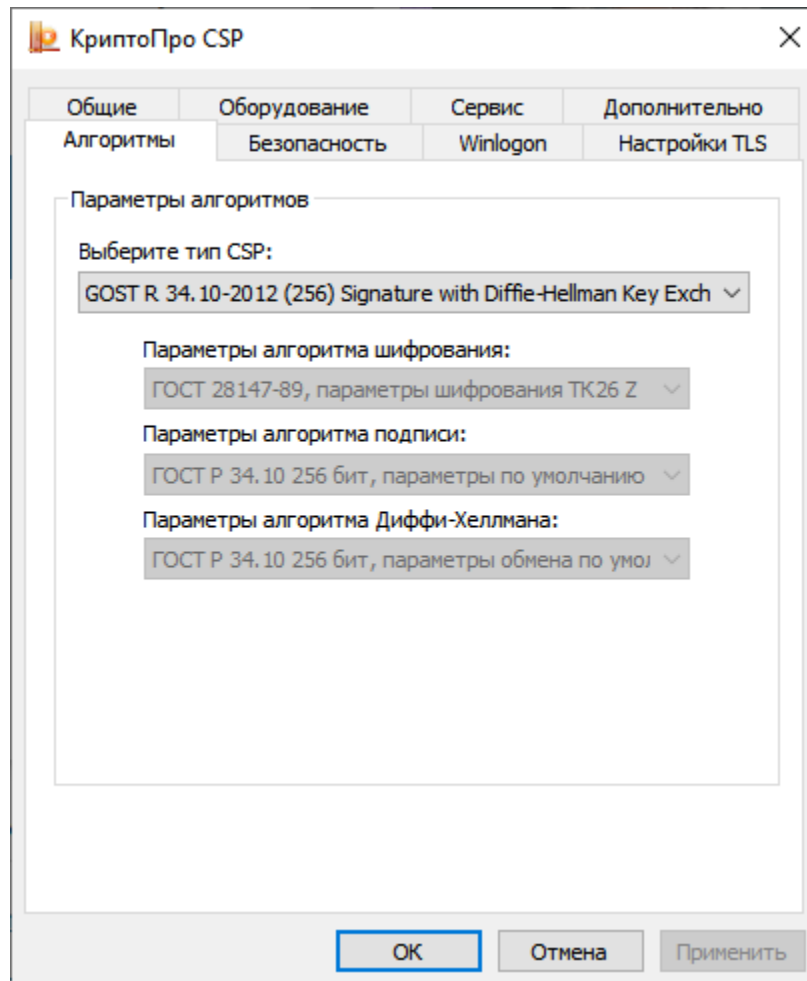 КриптоПро CSP
Общие Оборудование Сервис Дополнительно
Алгоритмы Безопасность Winlogon Настройки TLS
Параметры алгоритмов
Выберите тип CSP:
GOST R 34.10-2012 (256) Signature with Diffie-Hellman Key Exch
Параметры алгоритма шифрования:
ГОСТ 28147-89, параметры шифрования ТК26 Z
Параметры алгоритма подписи:
ГОСТ Р 34.10 256 бит, параметры по умолчанию
Параметры алгоритма Диффи-Хеллмана:
ГОСТ Р 34.10 256 бит, параметры обмена по умол
ОК Отмена Применить